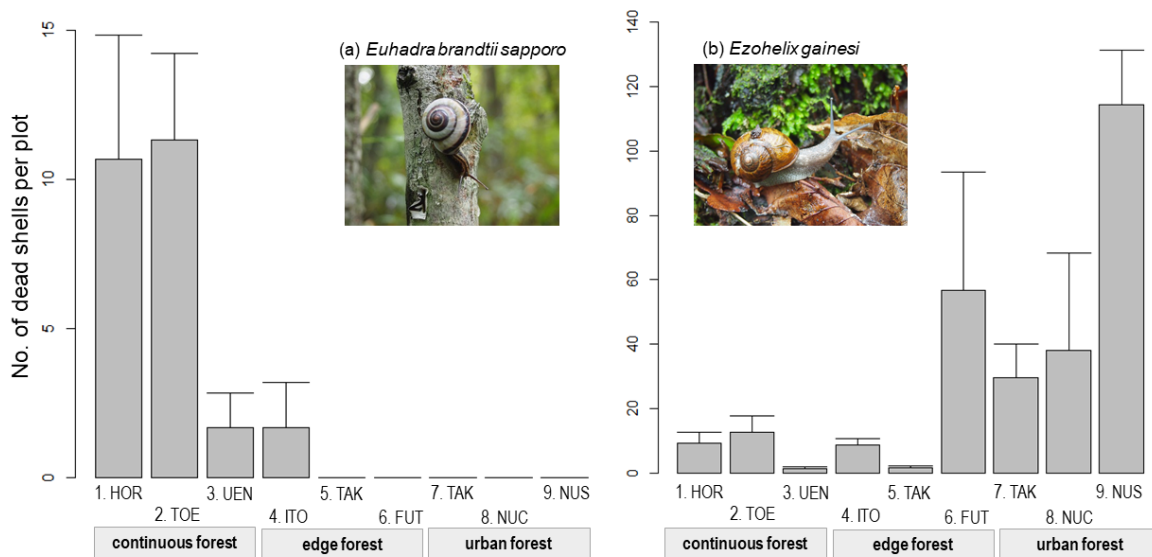 No. of dead shells per plot
15
10
5
0
(a) Euhadra brandtii sapporo
1. HOR
2. TOE
3. UEN
4. ITO
5. TAK
6. FUT
7. TAK
8. NUC
9. NUS
continuous forest
edge forest
urban forest
140
120
100
80
60
40
20
0
(b) Ezohelix gainesi
1. HOR
2. TOE
3. UEN
4. ITO
5. TAK
6. FUT
7. TAK
8. NUC
9. NUS
continuous forest
edge forest
urban forest